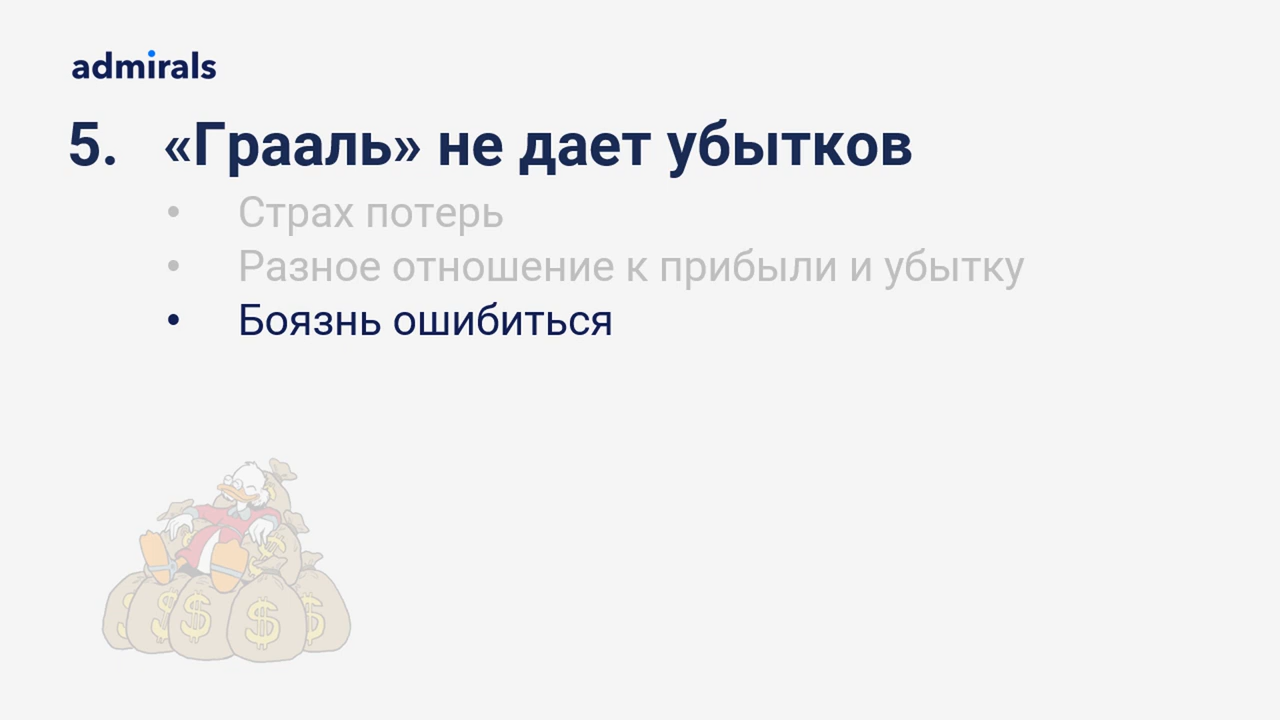 admirals
5. «Грааль» не дает убытков
• Страх потерь
• Разное отношение к прибыли и убытку
• Боязнь ошибиться
$ $ $ $ $